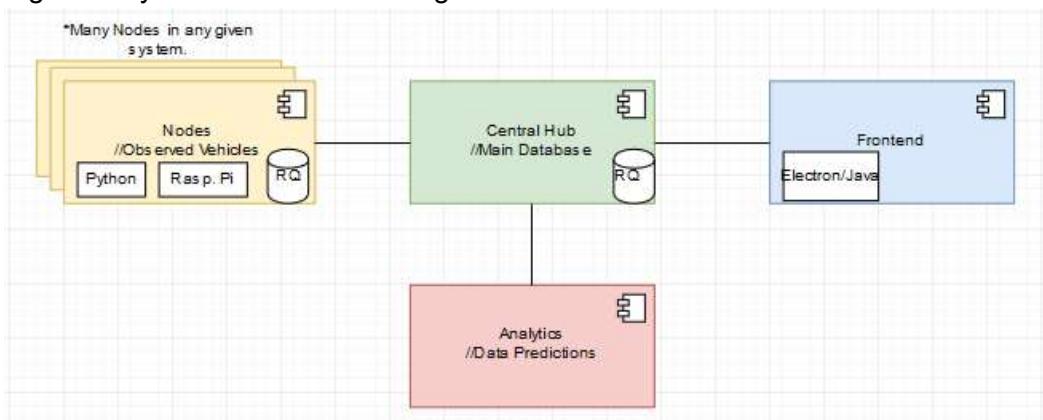 *Many Nodes in any given
system.
Nodes
//Observed Vehicles
Python
Rasp. Pi
RQ
Central Hub
//Main Database
RQ
Frontend
Electron/Java
Analytics
//Data Predictions